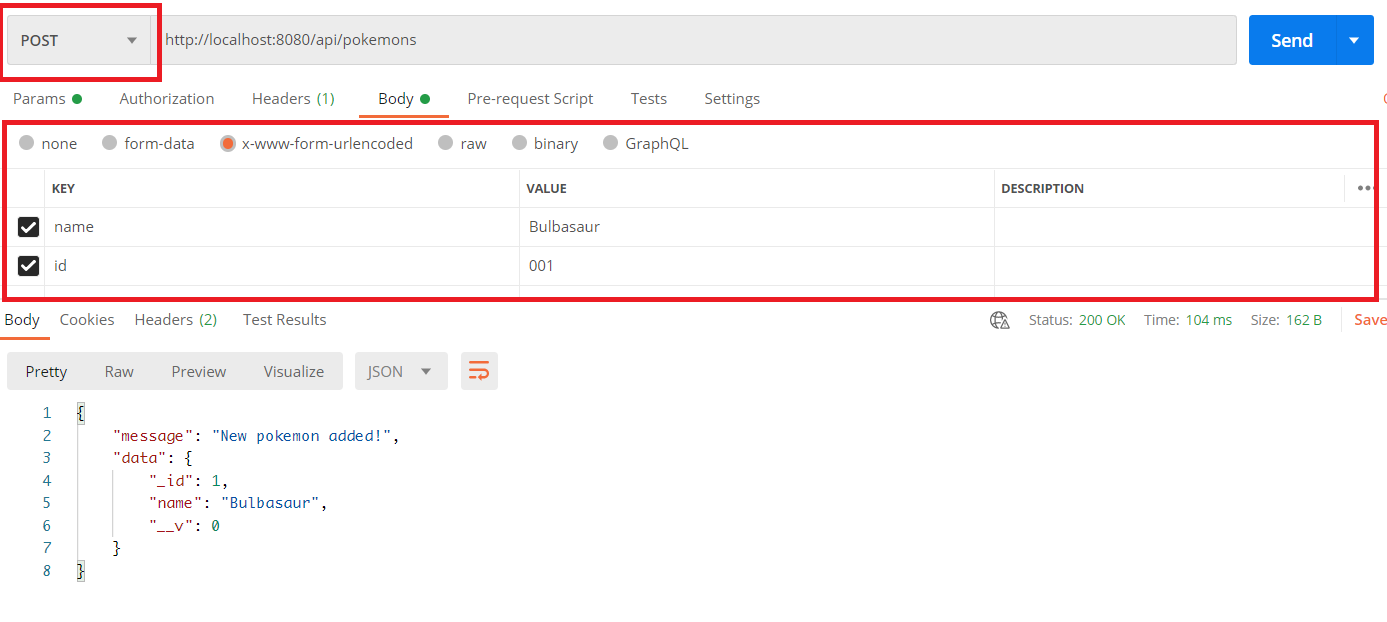 POST http://localhost:8080/api/pokemons Send
Params Authorization Headers (1) Body Pre-request Script Tests Settings
none form-data x-www-form-urlencoded raw binary GraphQL
KEY VALUE DESCRIPTION
name Bulbasaur
id 001
Body Cookies Headers (2) Test Results Status: 200 OK Time: 104 ms Size: 162 B Save
Pretty Raw Preview Visualize JSON
1 {
2 "message": "New pokemon added!",
3 "data": {
4 "_id": 1,
5 "name": "Bulbasaur",
6 "__v": 0
7 }
8 }